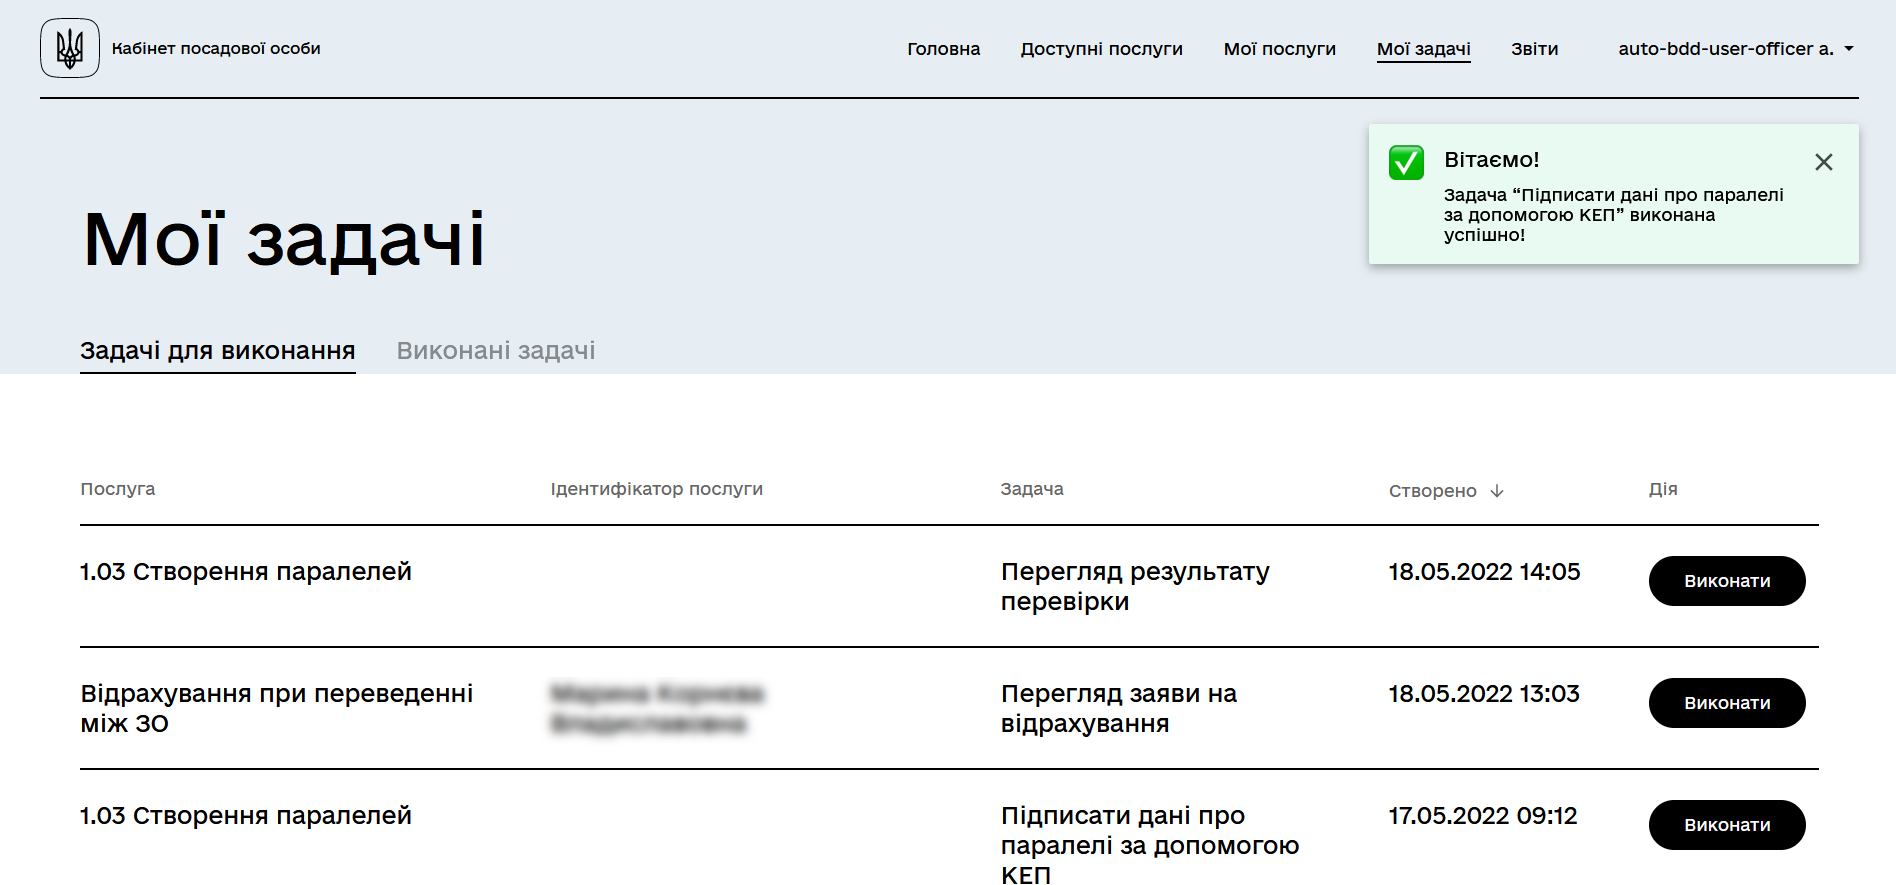 Кабінет посадової особи
Головна
Доступні послуги
Мої послуги
Мої задачі
Звіти
auto-bdd-user-officer a.
Вітаємо!
Задача “Підписати дані про паралелі
за допомогою КЕП” виконана
успішно!
Мої задачі
Задачі для виконання
Виконані задачі
Послуга
Ідентифікатор послуги
Задача
Створено
Дія
1.03 Створення паралелей
Перегляд результату
перевірки
18.05.2022 14:05
Виконати
Відрахування при переведенні
між ЗО
Перегляд заяви на
відрахування
18.05.2022 13:03
Виконати
1.03 Створення паралелей
Підписати дані про
паралелі за допомогою
КЕП
17.05.2022 09:12
Виконати